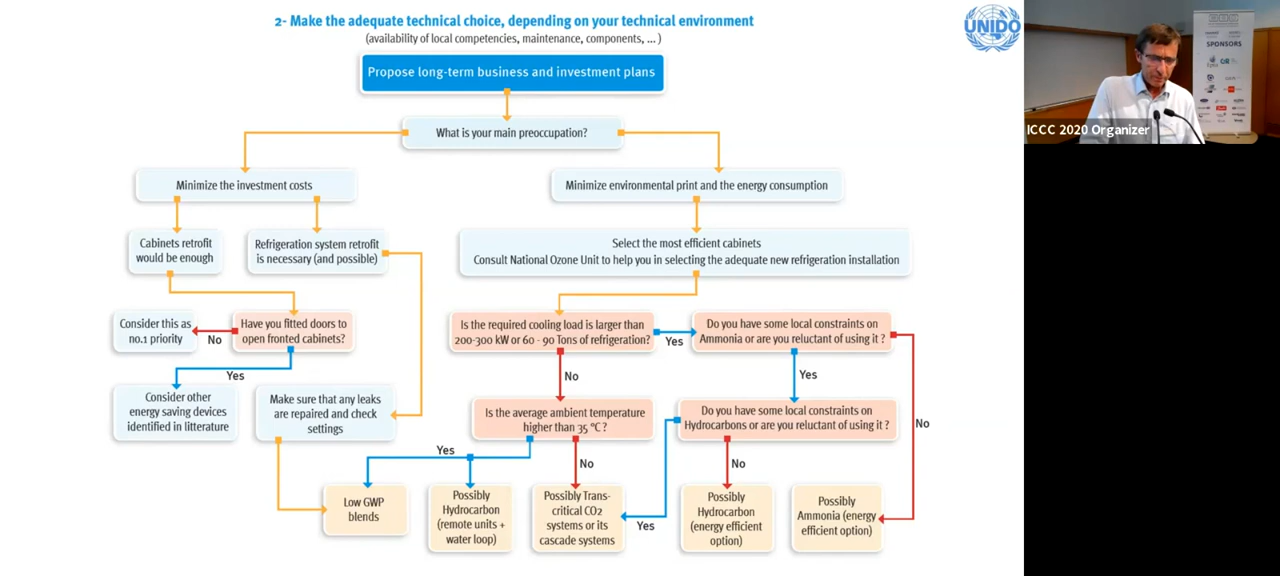 2- Make the adequate technical choice, depending on your technical environment
(availability of local competencies, maintenance, components, ... )
UNIDO
SPONSORS
ICCC 2020 Organizer
Propose long-term business and investment plans
What is your main preoccupation?
Minimize the investment costs
Minimize environmental print and the energy consumption
Cabinets retrofit
would be enough
Refrigeration system retrofit
is necessary (and possible)
Select the most efficient cabinets
Consult National Ozone Unit to help you in selecting the adequate new refrigeration installation
Consider this as
no.1 priority
No
Have you fitted doors to
open fronted cabinets?
Is the required cooling load is larger than
200-300 kW or 60 - 90 Tons of refrigeration?
Yes
Do you have some local constraints on
Ammonia or are you reluctant of using it ?
Yes
No
Yes
Consider other
energy saving devices
identified in litterature
Make sure that any leaks
are repaired and check
settings
Is the average ambient temperature
higher than 35 °C ?
Do you have some local constraints on
Hydrocarbons or are you reluctant of using it ?
No
Yes
No
No
Low GWP
blends
Possibly
Hydrocarbon
(remote units +
water loop)
Possibly Trans-
critical CO2
systems or its
cascade systems
Yes
Possibly
Hydrocarbon
(energy efficient
option)
Possibly
Ammonia (energy
efficient option)